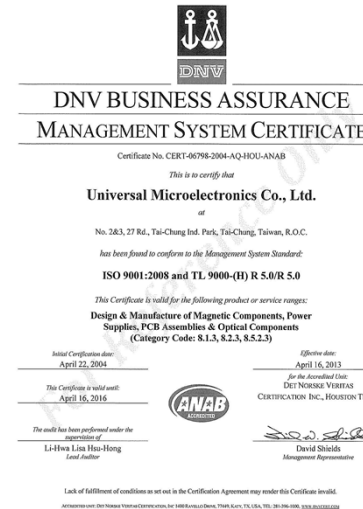 DNV
DNV BUSINESS ASSURANCE
MANAGEMENT SYSTEM CERTIFICATE
Certificate No. CERT-06798-2004-AQ-HOU-ANAB
This is to certify that
Universal Microelectronics Co., Ltd.
at
No. 2&3, 27 Rd., Tai-Chung Ind. Park, Tai-Chung, Taiwan, R.O.C.
has been found to conform to the Management System Standard:
ISO 9001:2008 and TL 9000-(H) R 5.0/R 5.0
This Certificate is valid for the following product or service ranges:
Design & Manufacture of Magnetic Components, Power
Supplies, PCB Assemblies & Optical Components
(Category Code: 8.1.3, 8.2.3, 8.5.2.3)
Initial Certification date:
April 22, 2004
Effective date:
April 16, 2013
This Certificate is valid until:
April 16, 2016
for the Accredited Unit:
DET NORSKE VERITAS
CERTIFICATION INC., HOUSTON T
ANAB
ACCREDITED
The audit has been performed under the
supervision of
Li-Hwa Lisa Hsu-Hong
Lead Auditor
David Shields
Management Representative
Lack of fulfillment of conditions as set out in the Certification Agreement may render this Certificate invalid.
For Reference Only